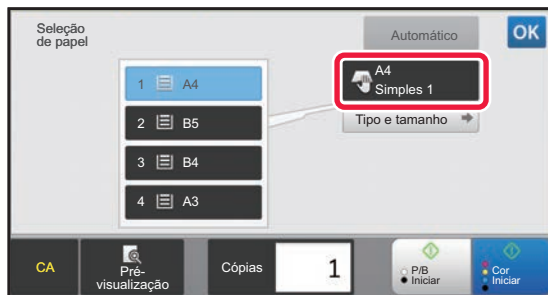 Seleção
de papel
Automático
OK
1 A4
2 B5
3 B4
4 A3
A4
Simples 1
Tipo e tamanho
CA
Pré-
visualização
Cópias
1
P/B
Iniciar
Cor
Iniciar